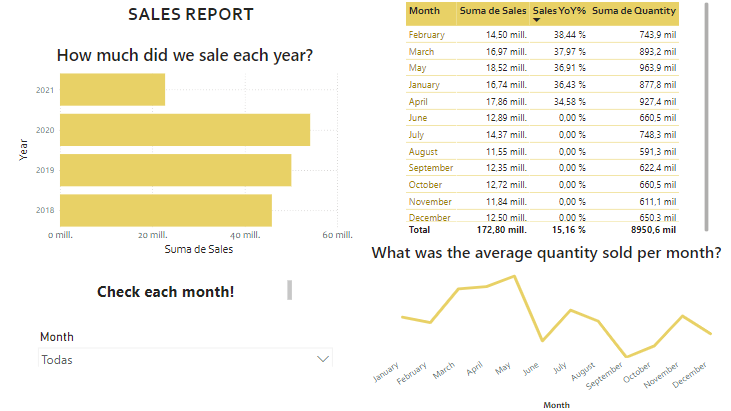 SALES REPORT
How much did we sale each year?
Year
2021
2020
2019
2018
0 mill. 20 mill. 40 mill. 60 mill.
Suma de Sales
Check each month!
Month
Todas
Month Suma de Sales Sales YoY% Suma de Quantity
February 14,50 mill. 38,44 % 743,9 mil
March 16,97 mill. 37,97 % 893,2 mil
May 18,52 mill. 36,91 % 963,9 mil
January 16,74 mill. 36,43 % 877,8 mil
April 17,86 mill. 34,58 % 927,4 mil
June 12,89 mill. 0,00 % 660,5 mil
July 14,37 mill. 0,00 % 748,3 mil
August 11,55 mill. 0,00 % 591,3 mil
September 12,35 mill. 0,00 % 622,4 mil
October 12,72 mill. 0,00 % 660,5 mil
November 11,84 mill. 0,00 % 611,1 mil
December 12,50 mill. 0,00 % 650,3 mil
Total 172,80 mill. 15,16 % 8950,6 mil
What was the average quantity sold per month?
January February March April May June July August September October November December
Month